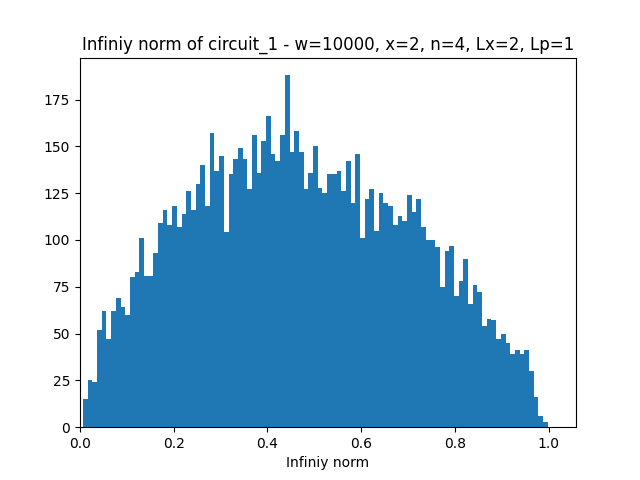 Infiniy norm of circuit_1 - w=10000, x=2, n=4, Lx=2, Lp=1
175
150
125
100
75
50
25
0
0.0 0.2 0.4 0.6 0.8 1.0
Infiniy norm